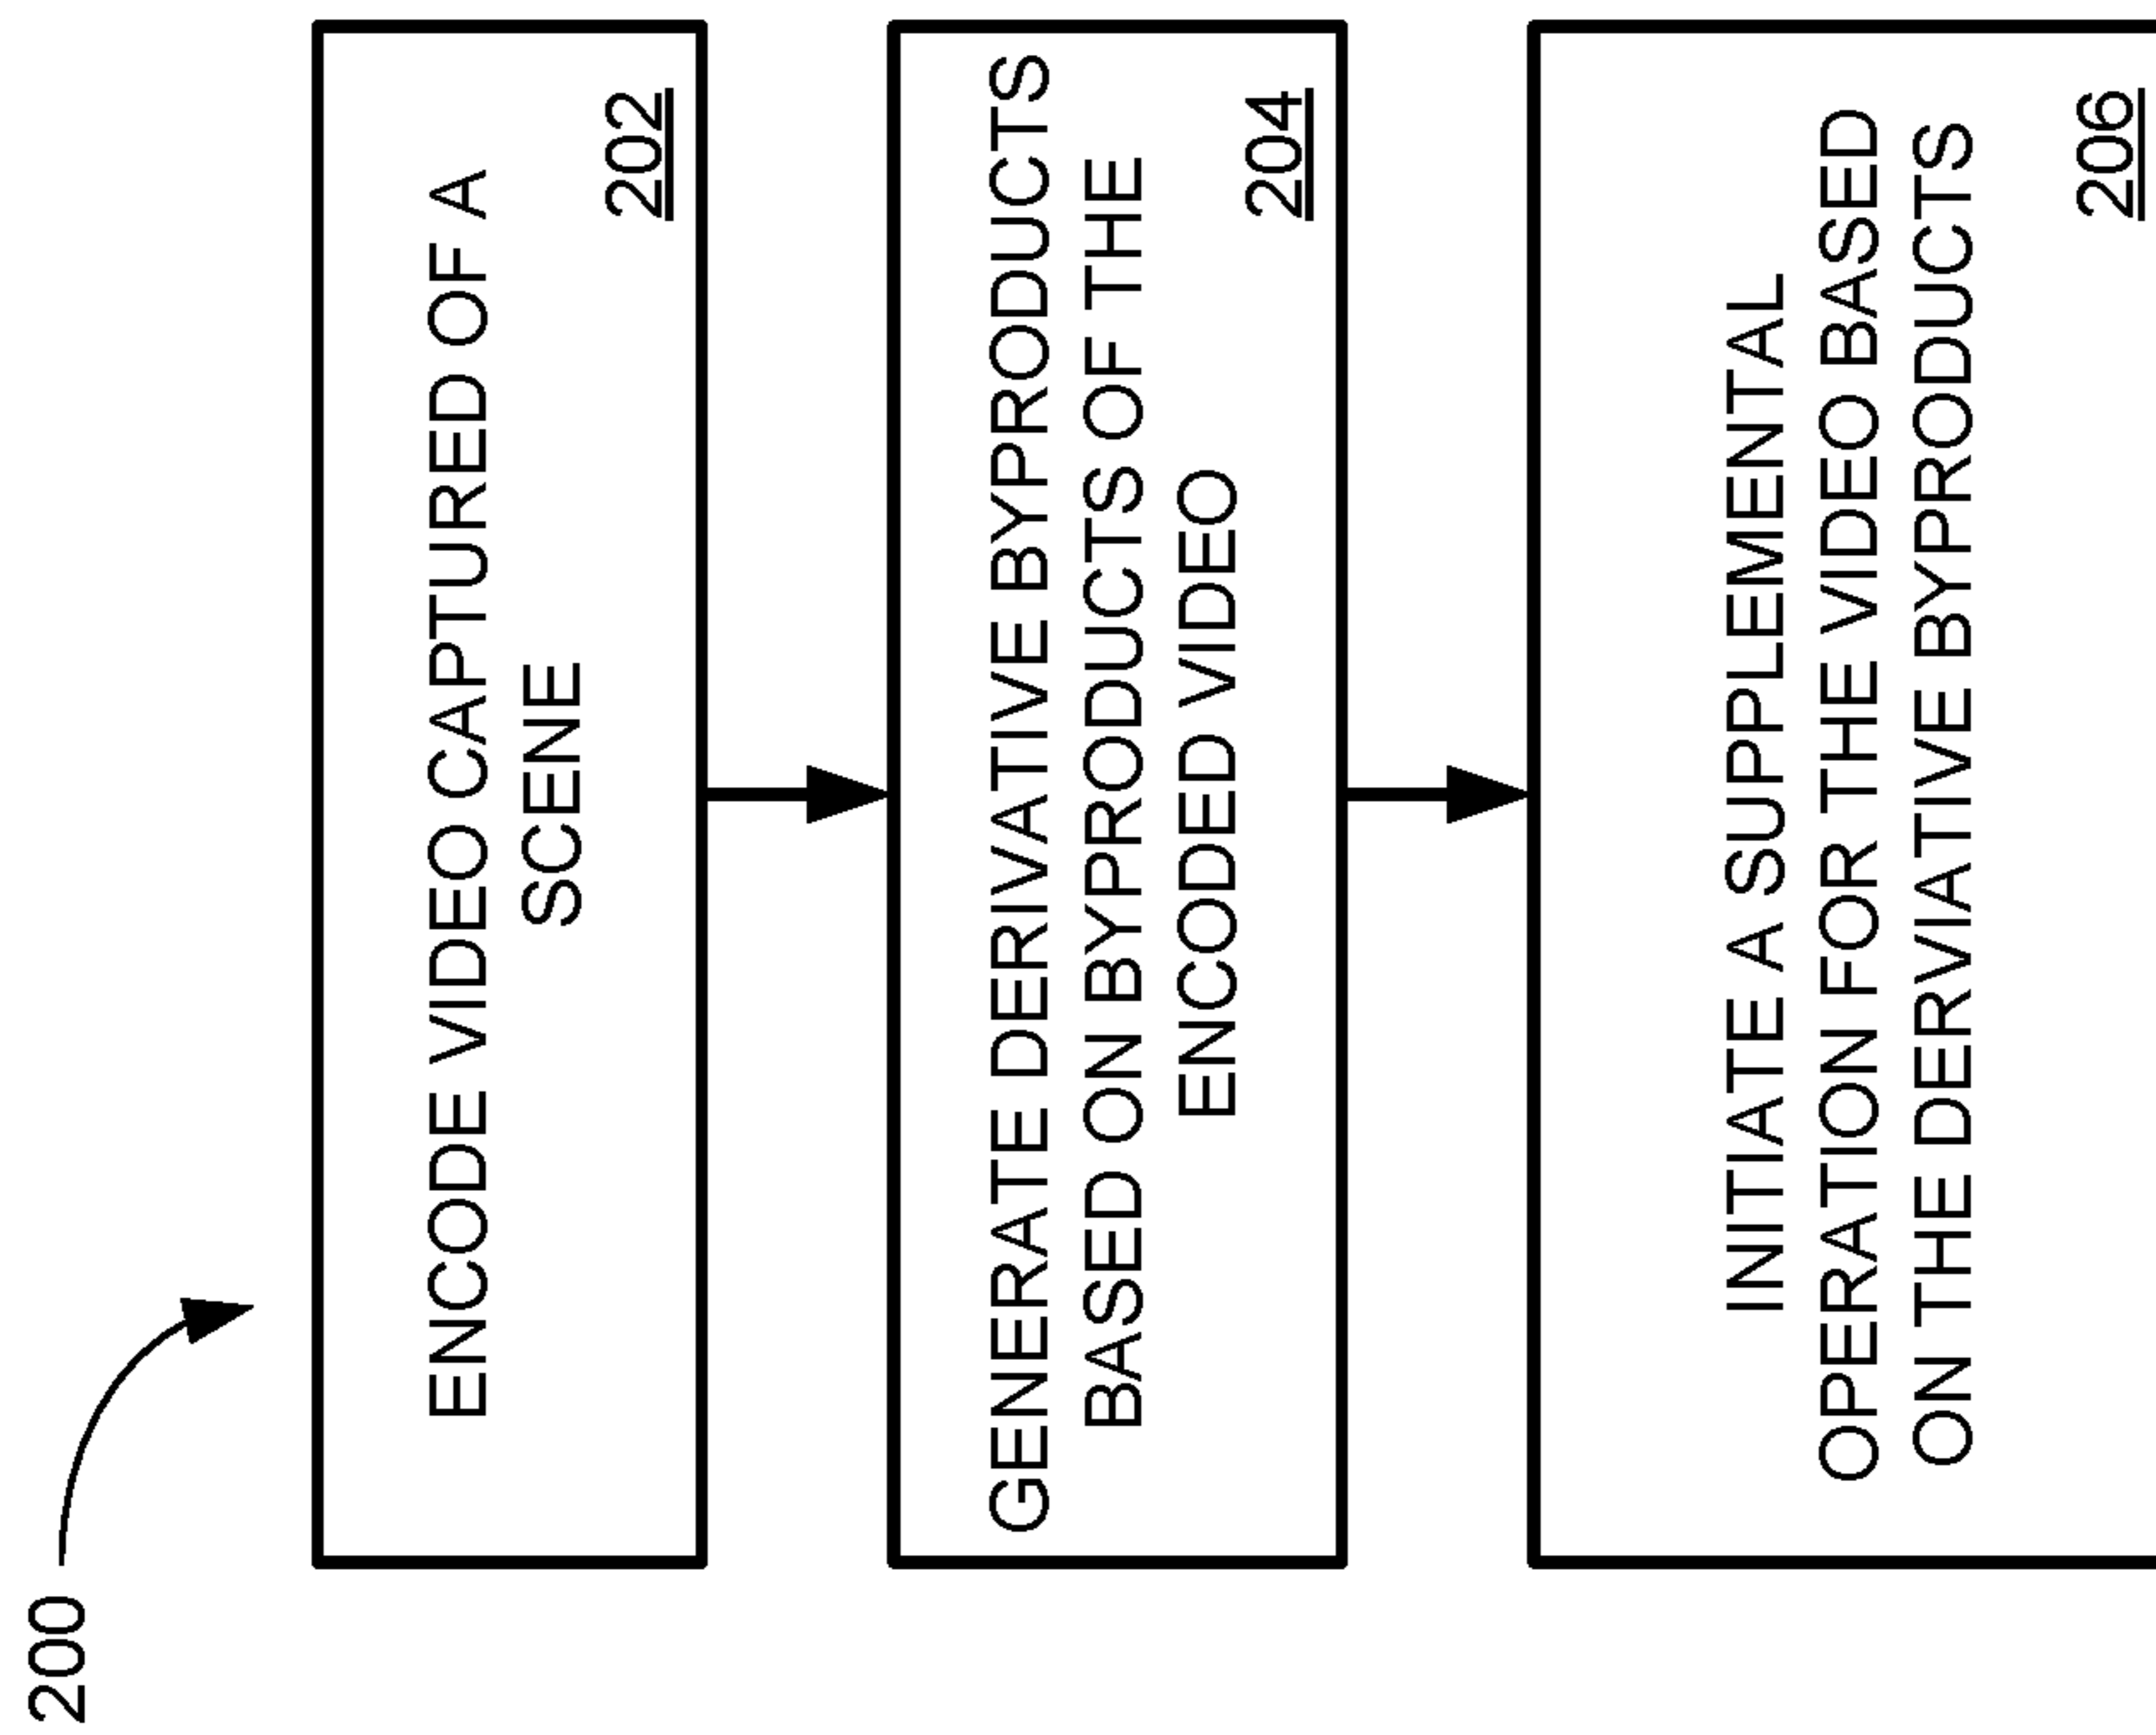 200
ENCODE VIDEO CAPTURED OF A
SCENE
202
GENERATE DERIVATIVE BYPRODUCTS
BASED ON BYPRODUCTS OF THE
ENCODED VIDEO
204
INITIATE A SUPPLEMENTAL
OPERATION FOR THE VIDEO BASED
ON THE DERVIATIVE BYPRODUCTS
206